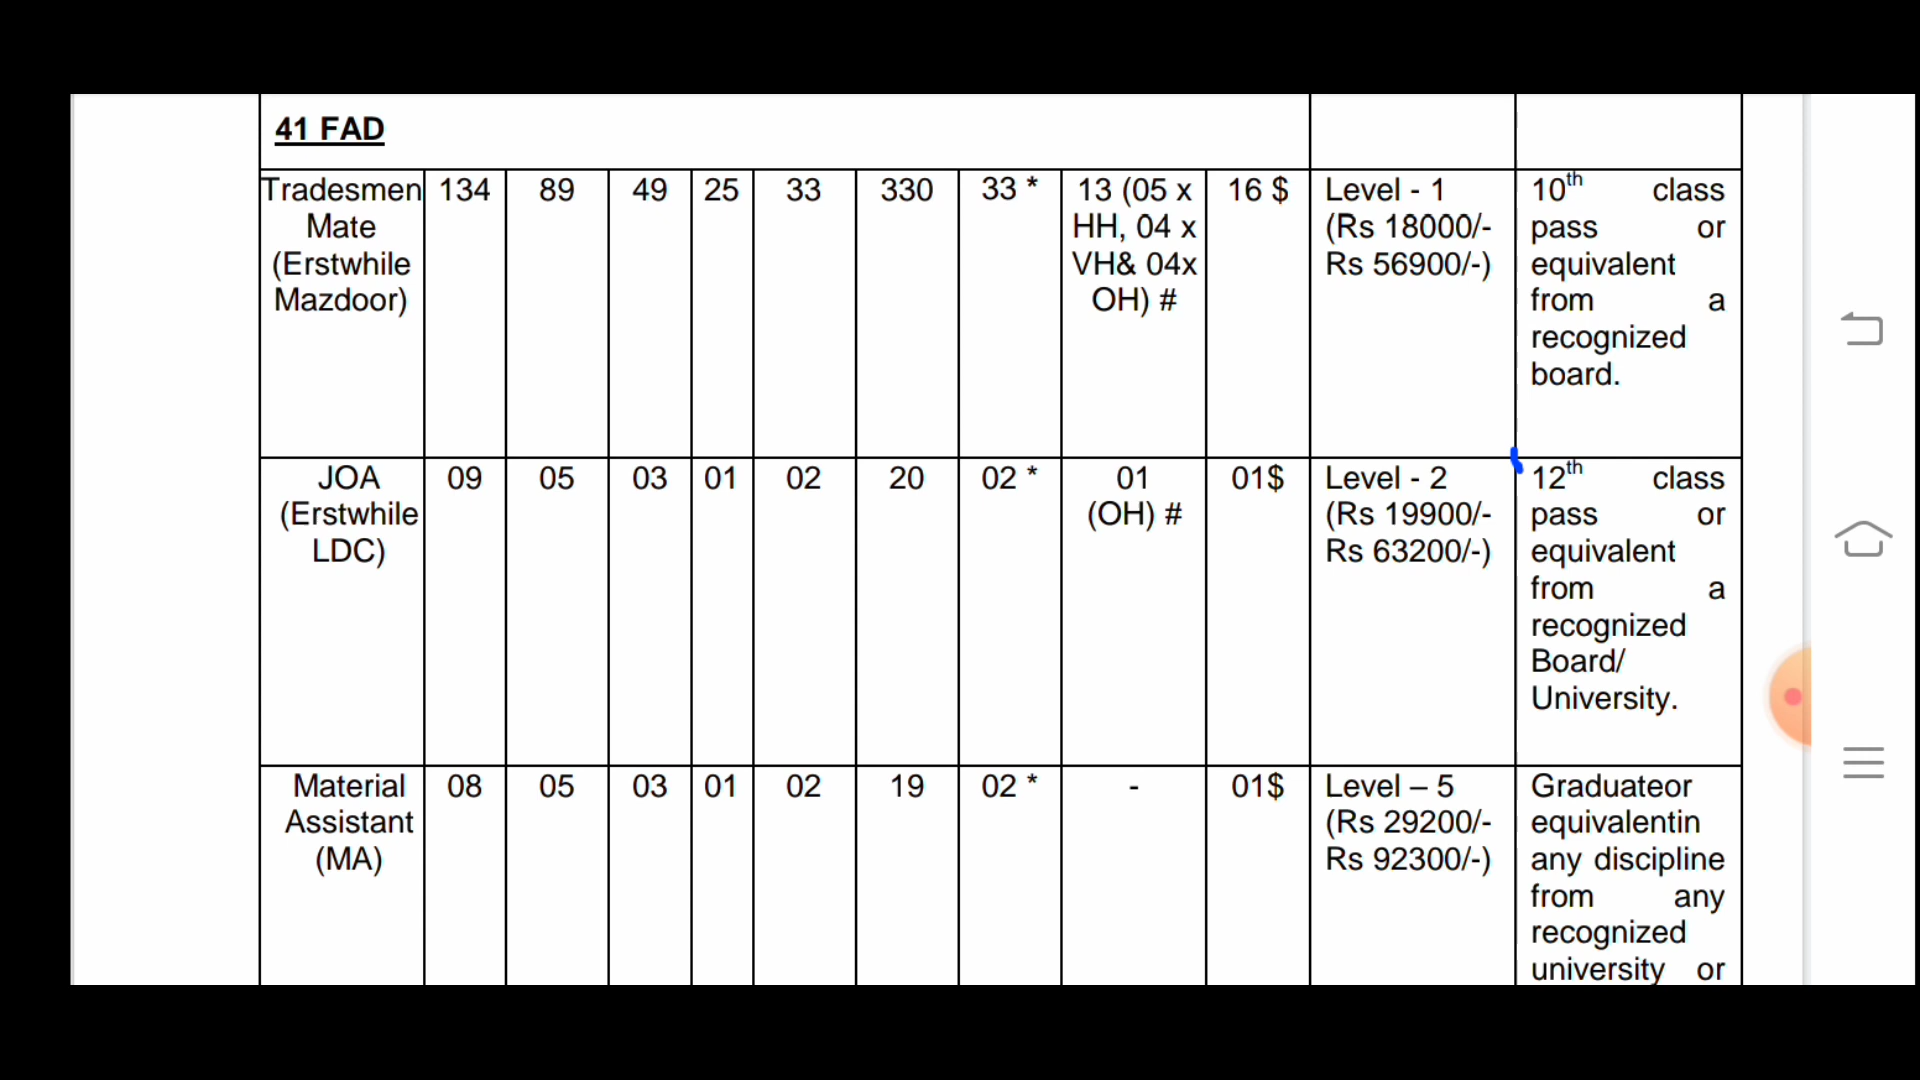 41 FAD
Tradesmen 134 89 49 25 33 330 33 * 13 (05 x 16 $ Level - 1 10th class
Mate HH, 04 x (Rs 18000/- pass or
(Erstwhile VH& 04x Rs 56900/-) equivalent
Mazdoor) OH) # from a
recognized
board.
JOA 09 05 03 01 02 20 02 * 01 01$ Level - 2 12th class
(Erstwhile (OH) # (Rs 19900/- pass or
LDC) Rs 63200/-) equivalent
from a
recognized
Board/
University.
Material 08 05 03 01 02 19 02 * - 01$ Level – 5 Graduateor
Assistant (Rs 29200/- equivalentin
(MA) Rs 92300/-) any discipline
from any
recognized
university or